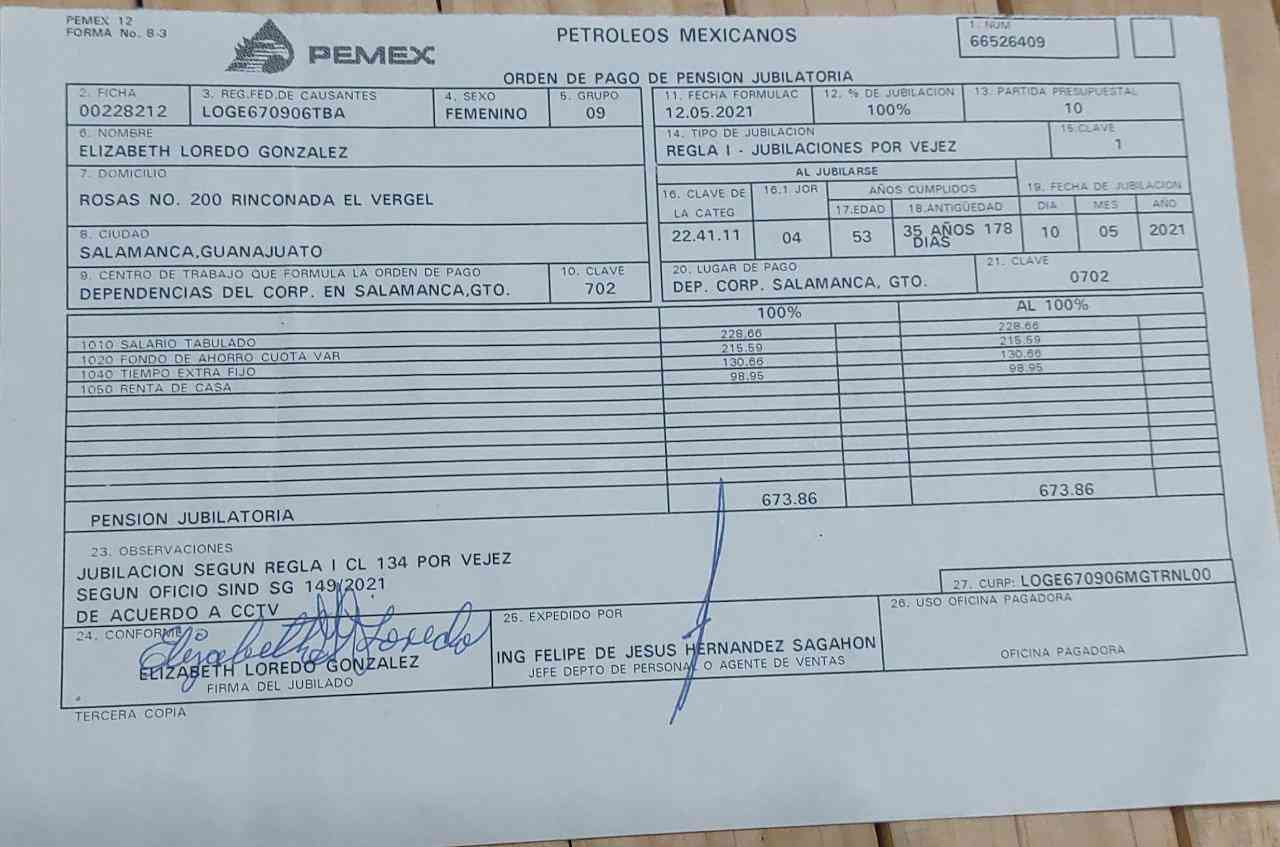 PEMEX 12
FORMA No. 8-3
PEMEX
PETROLEOS MEXICANOS
1. NUM
66526409
ORDEN DE PAGO DE PENSION JUBILATORIA
2. FICHA
00228212
3. REG.FED.DE CAUSANTES
LOGE670906TBA
4. SEXO
FEMENINO
5. GRUPO
09
11. FECHA FORMULAC
12.05.2021
12. % DE JUBILACION
100%
13. PARTIDA PRESUPUESTAL
10
6. NOMBRE
ELIZABETH LOREDO GONZALEZ
14. TIPO DE JUBILACION
REGLA I - JUBILACIONES POR VEJEZ
15.CLAVE
1
7. DOMICILIO
ROSAS NO. 200 RINCONADA EL VERGEL
AL JUBILARSE
16. CLAVE DE
LA CATEG
22.41.11
16.1. JOR
04
AÑOS CUMPLIDOS
17.EDAD
53
18.ANTIGÜEDAD
35 AÑOS 178
DIAS
19. FECHA DE JUBILACION
DIA MES AÑO
10 05 2021
8. CIUDAD
SALAMANCA,GUANAJUATO
9. CENTRO DE TRABAJO QUE FORMULA LA ORDEN DE PAGO
DEPENDENCIAS DEL CORP. EN SALAMANCA,GTO.
10. CLAVE
702
20. LUGAR DE PAGO
DEP. CORP. SALAMANCA, GTO.
21. CLAVE
0702
100% AL 100%
1010 SALARIO TABULADO 228.66 228.66
1020 FONDO DE AHORRO CUOTA VAR 215.59 215.59
1040 TIEMPO EXTRA FIJO 130.66 130.66
1050 RENTA DE CASA 98.95 98.95
PENSION JUBILATORIA 673.86 673.86
23. OBSERVACIONES
JUBILACION SEGUN REGLA I CL 134 POR VEJEZ
SEGUN OFICIO SIND SG 149/2021
DE ACUERDO A CCTV
27. CURP: LOGE670906MGTRNL00
24. CONFORME
Elizabeth Loredo
ELIZABETH LOREDO GONZALEZ
FIRMA DEL JUBILADO
25. EXPEDIDO POR
ING FELIPE DE JESUS HERNANDEZ SAGAHON
JEFE DEPTO DE PERSONAL O AGENTE DE VENTAS
26. USO OFICINA PAGADORA
OFICINA PAGADORA
TERCERA COPIA